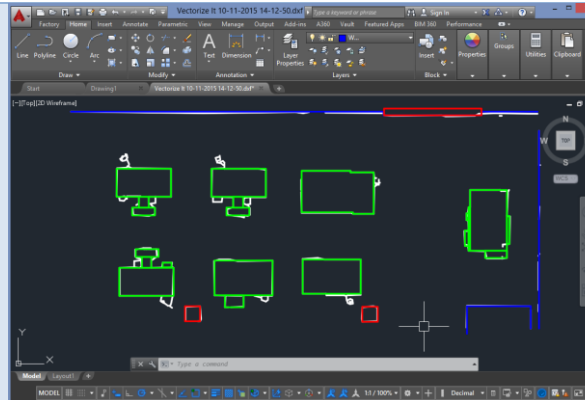 Vectorize It 10-11-2015 14-12-50.dxf Type a keyword or phrase Sign In
Factory Home Insert Annotate Parametric View Manage Output Add-ins A360 Vault Featured Apps BIM 360 Performance
Line Polyline Circle Arc Text Dimension Layer Properties W... Insert Properties Groups Utilities Clipboard
Draw Modify Annotation Layers Block
Start Drawing1 Vectorize It 10-11-2015 14-12-50.dxf*
[-][Top][2D Wireframe]
N
W TOP
S
WCS
Y
X
Type a command
Model Layout1
MODEL 1:1 / 100% Decimal